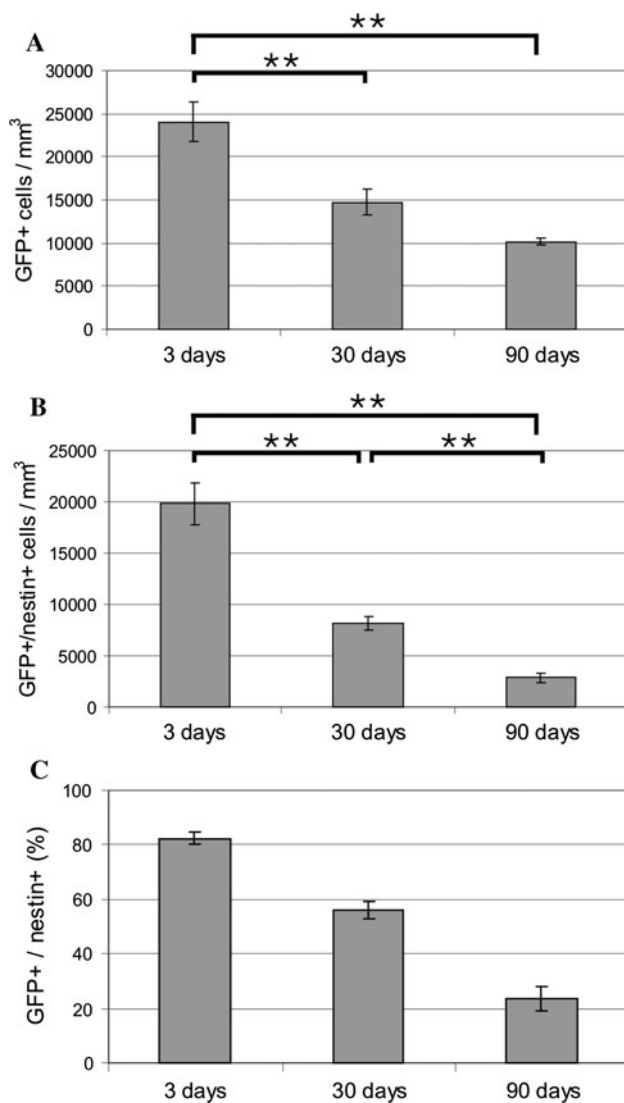 A
**
**
30000
25000
20000
15000
10000
5000
0
GFP+ cells / mm³
3 days 30 days 90 days
B
**
** **
25000
20000
15000
10000
5000
0
GFP+/nestin+ cells / mm³
3 days 30 days 90 days
C
100
80
60
40
20
0
GFP+ / nestin+ (%)
3 days 30 days 90 days